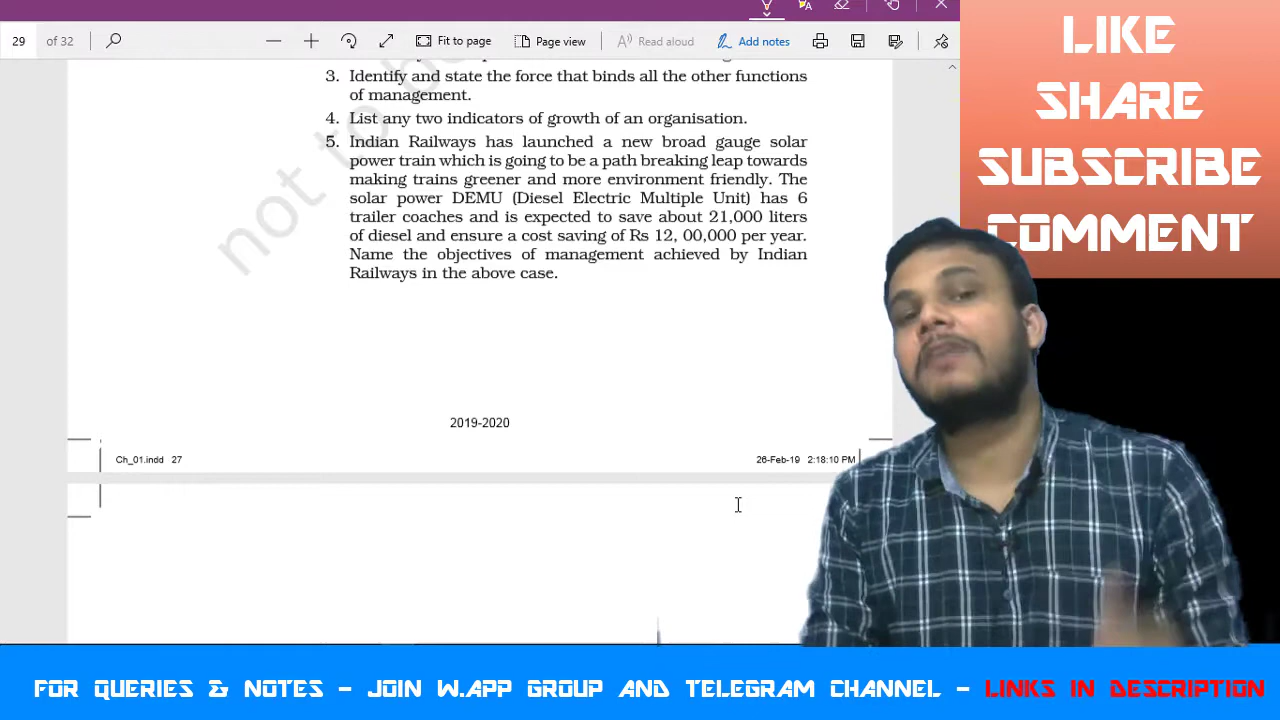 29 of 32
Fit to page
Page view
Read aloud
Add notes
LIKE
SHARE
SUBSCRIBE
COMMENT
3. Identify and state the force that binds all the other functions
of management.
4. List any two indicators of growth of an organisation.
5. Indian Railways has launched a new broad gauge solar
power train which is going to be a path breaking leap towards
making trains greener and more environment friendly. The
solar power DEMU (Diesel Electric Multiple Unit) has 6
trailer coaches and is expected to save about 21,000 liters
of diesel and ensure a cost saving of Rs 12, 00,000 per year.
Name the objectives of management achieved by Indian
Railways in the above case.
not to be
2019-2020
Ch_01.indd 27
26-Feb-19 2:18:10 PM
FOR QUERIES & NOTES - JOIN W.APP GROUP AND TELEGRAM CHANNEL - LINKS IN DESCRIPTION